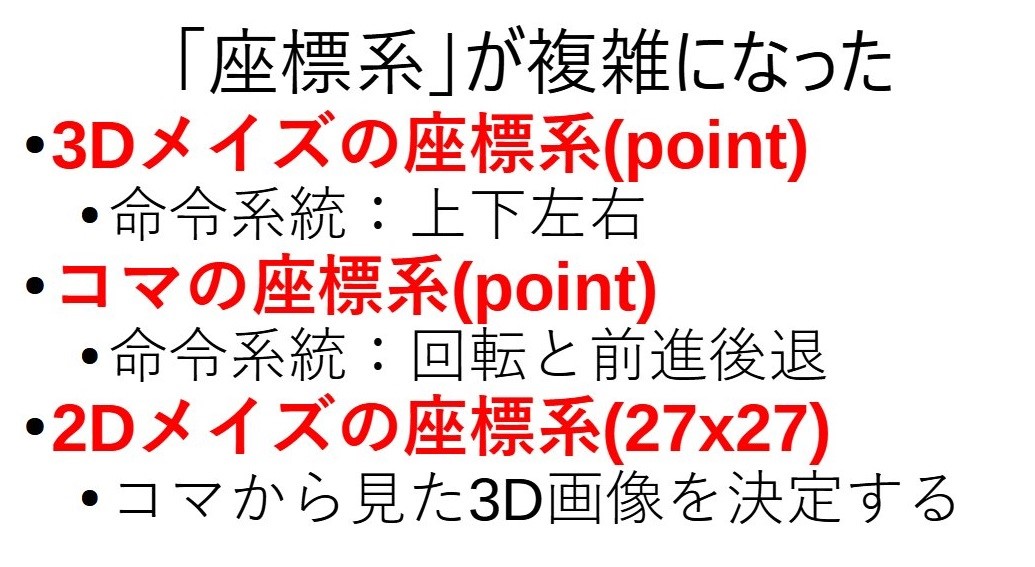 「座標系」が複雑になった
•3Dメイズの座標系(point)
•命令系統：上下左右
•コマの座標系(point)
•命令系統：回転と前進後退
•2Dメイズの座標系(27x27)
•コマから見た3D画像を決定する